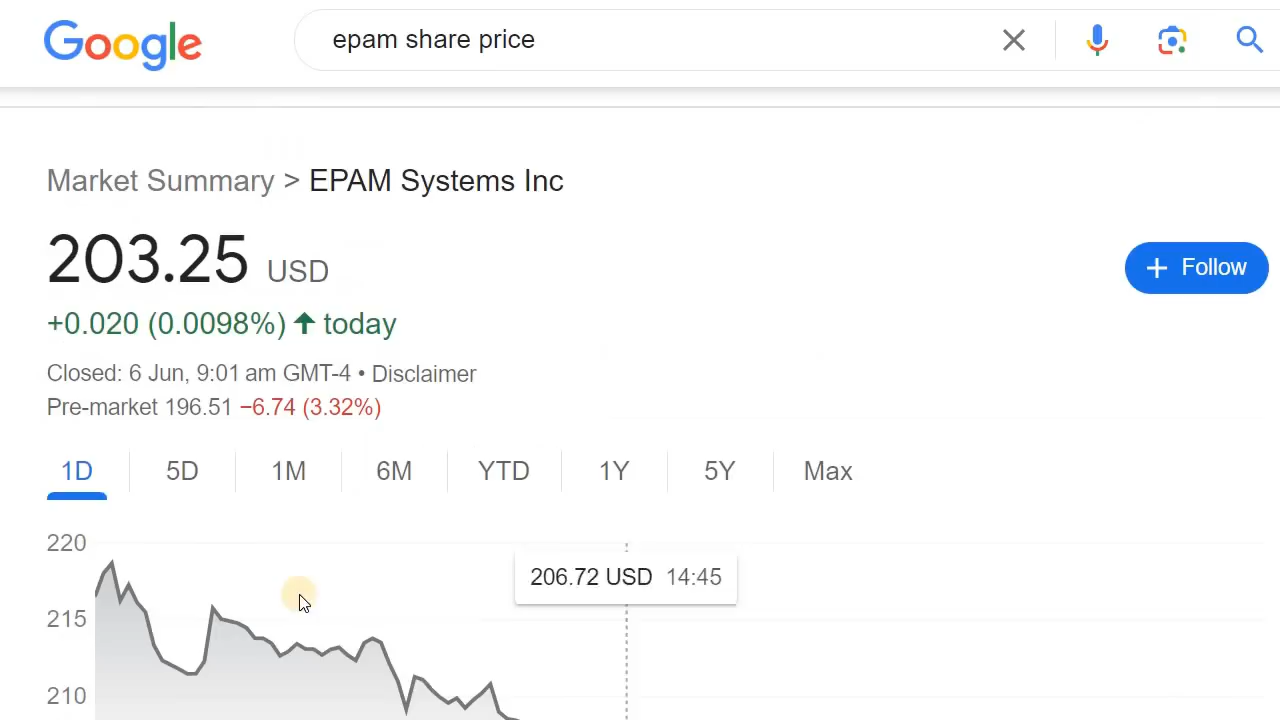 Google
epam share price
Market Summary > EPAM Systems Inc
203.25 USD
+ Follow
+0.020 (0.0098%) ↑ today
Closed: 6 Jun, 9:01 am GMT-4 • Disclaimer
Pre-market 196.51 −6.74 (3.32%)
1D 5D 1M 6M YTD 1Y 5Y Max
220
206.72 USD 14:45
215
210